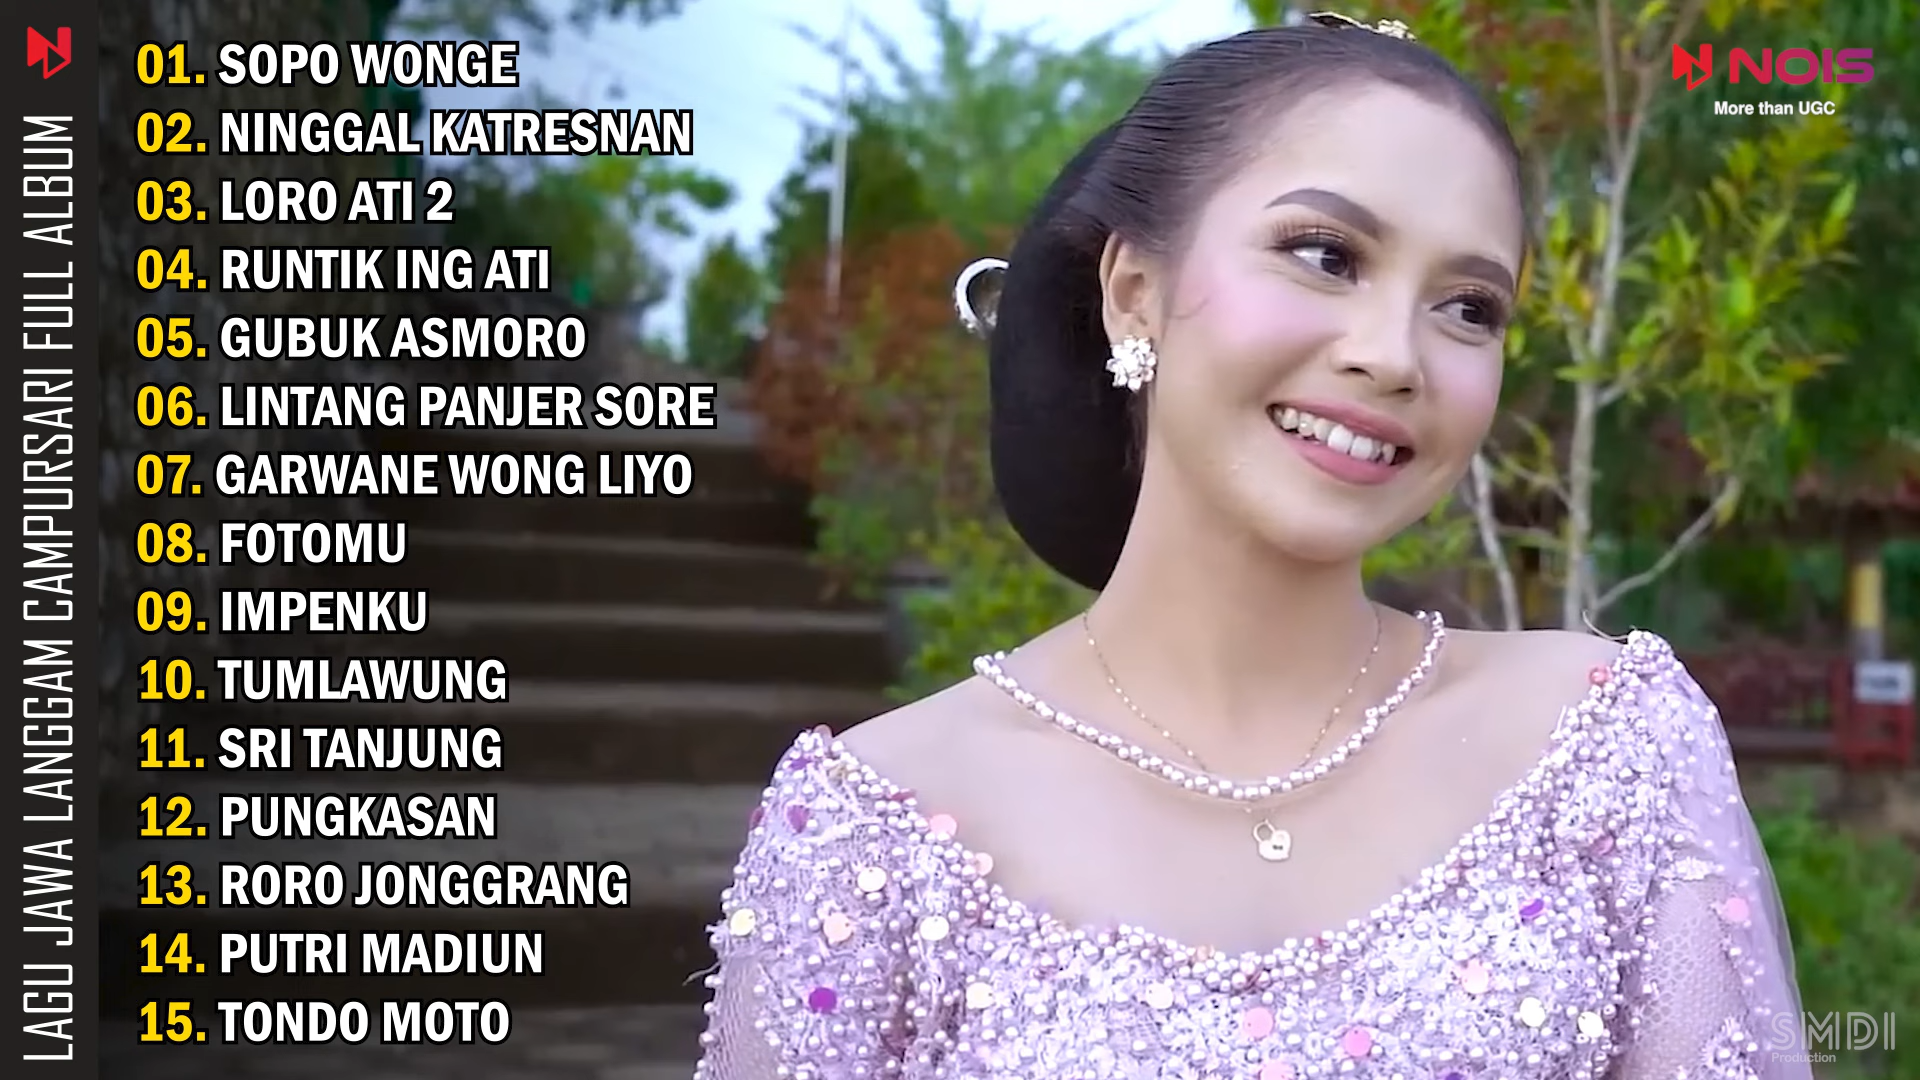 LAGU JAWA LANGGAM CAMPURSARI FULL ALBUM
01. SOPO WONGE
02. NINGGAL KATRESNAN
03. LORO ATI 2
04. RUNTIK ING ATI
05. GUBUK ASMORO
06. LINTANG PANJER SORE
07. GARWANE WONG LIYO
08. FOTOMU
09. IMPENKU
10. TUMLAWUNG
11. SRI TANJUNG
12. PUNGKASAN
13. RORO JONGGRANG
14. PUTRI MADIUN
15. TONDO MOTO
NOIS
More than UGC
SMDI
Production